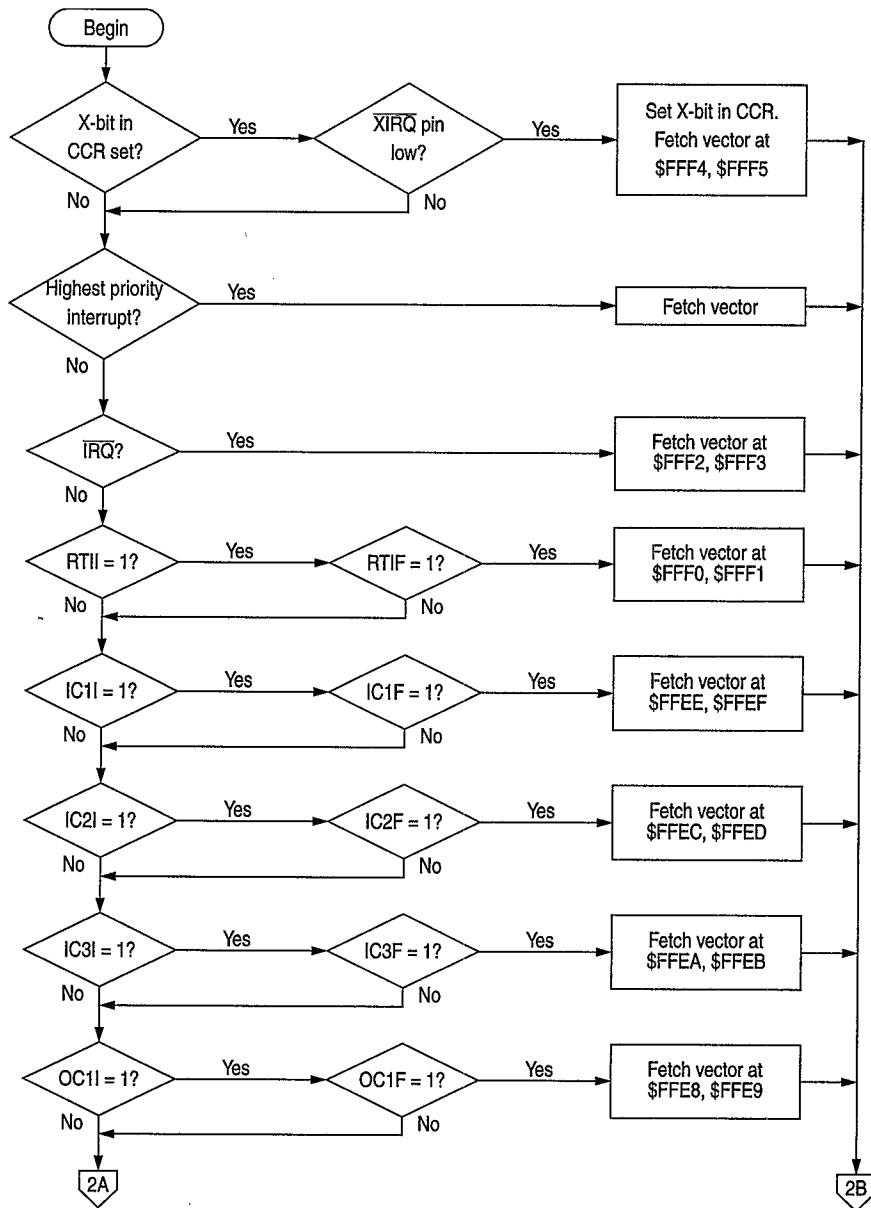 Begin
X-bit in
CCR set?
Yes
XIRQ pin
low?
Yes
Set X-bit in CCR.
Fetch vector at
$FFF4, $FFF5
No
No
Highest priority
interrupt?
Yes
Fetch vector
No
IRQ?
Yes
Fetch vector at
$FFF2, $FFF3
No
RTII = 1?
Yes
RTIF = 1?
Yes
Fetch vector at
$FFF0, $FFF1
No
No
IC1I = 1?
Yes
IC1F = 1?
Yes
Fetch vector at
$FFEE, $FFEF
No
No
IC2I = 1?
Yes
IC2F = 1?
Yes
Fetch vector at
$FFEC, $FFED
No
No
IC3I = 1?
Yes
IC3F = 1?
Yes
Fetch vector at
$FFEA, $FFEB
No
No
OC1I = 1?
Yes
OC1F = 1?
Yes
Fetch vector at
$FFE8, $FFE9
No
No
2A
2B